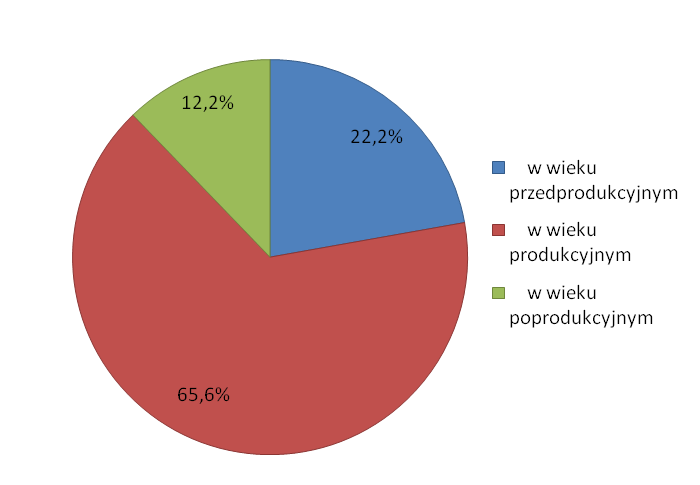 12,2%
22,2%
65,6%
w wieku
przedprodukcyjnym
w wieku
produkcyjnym
w wieku
poprodukcyjnym